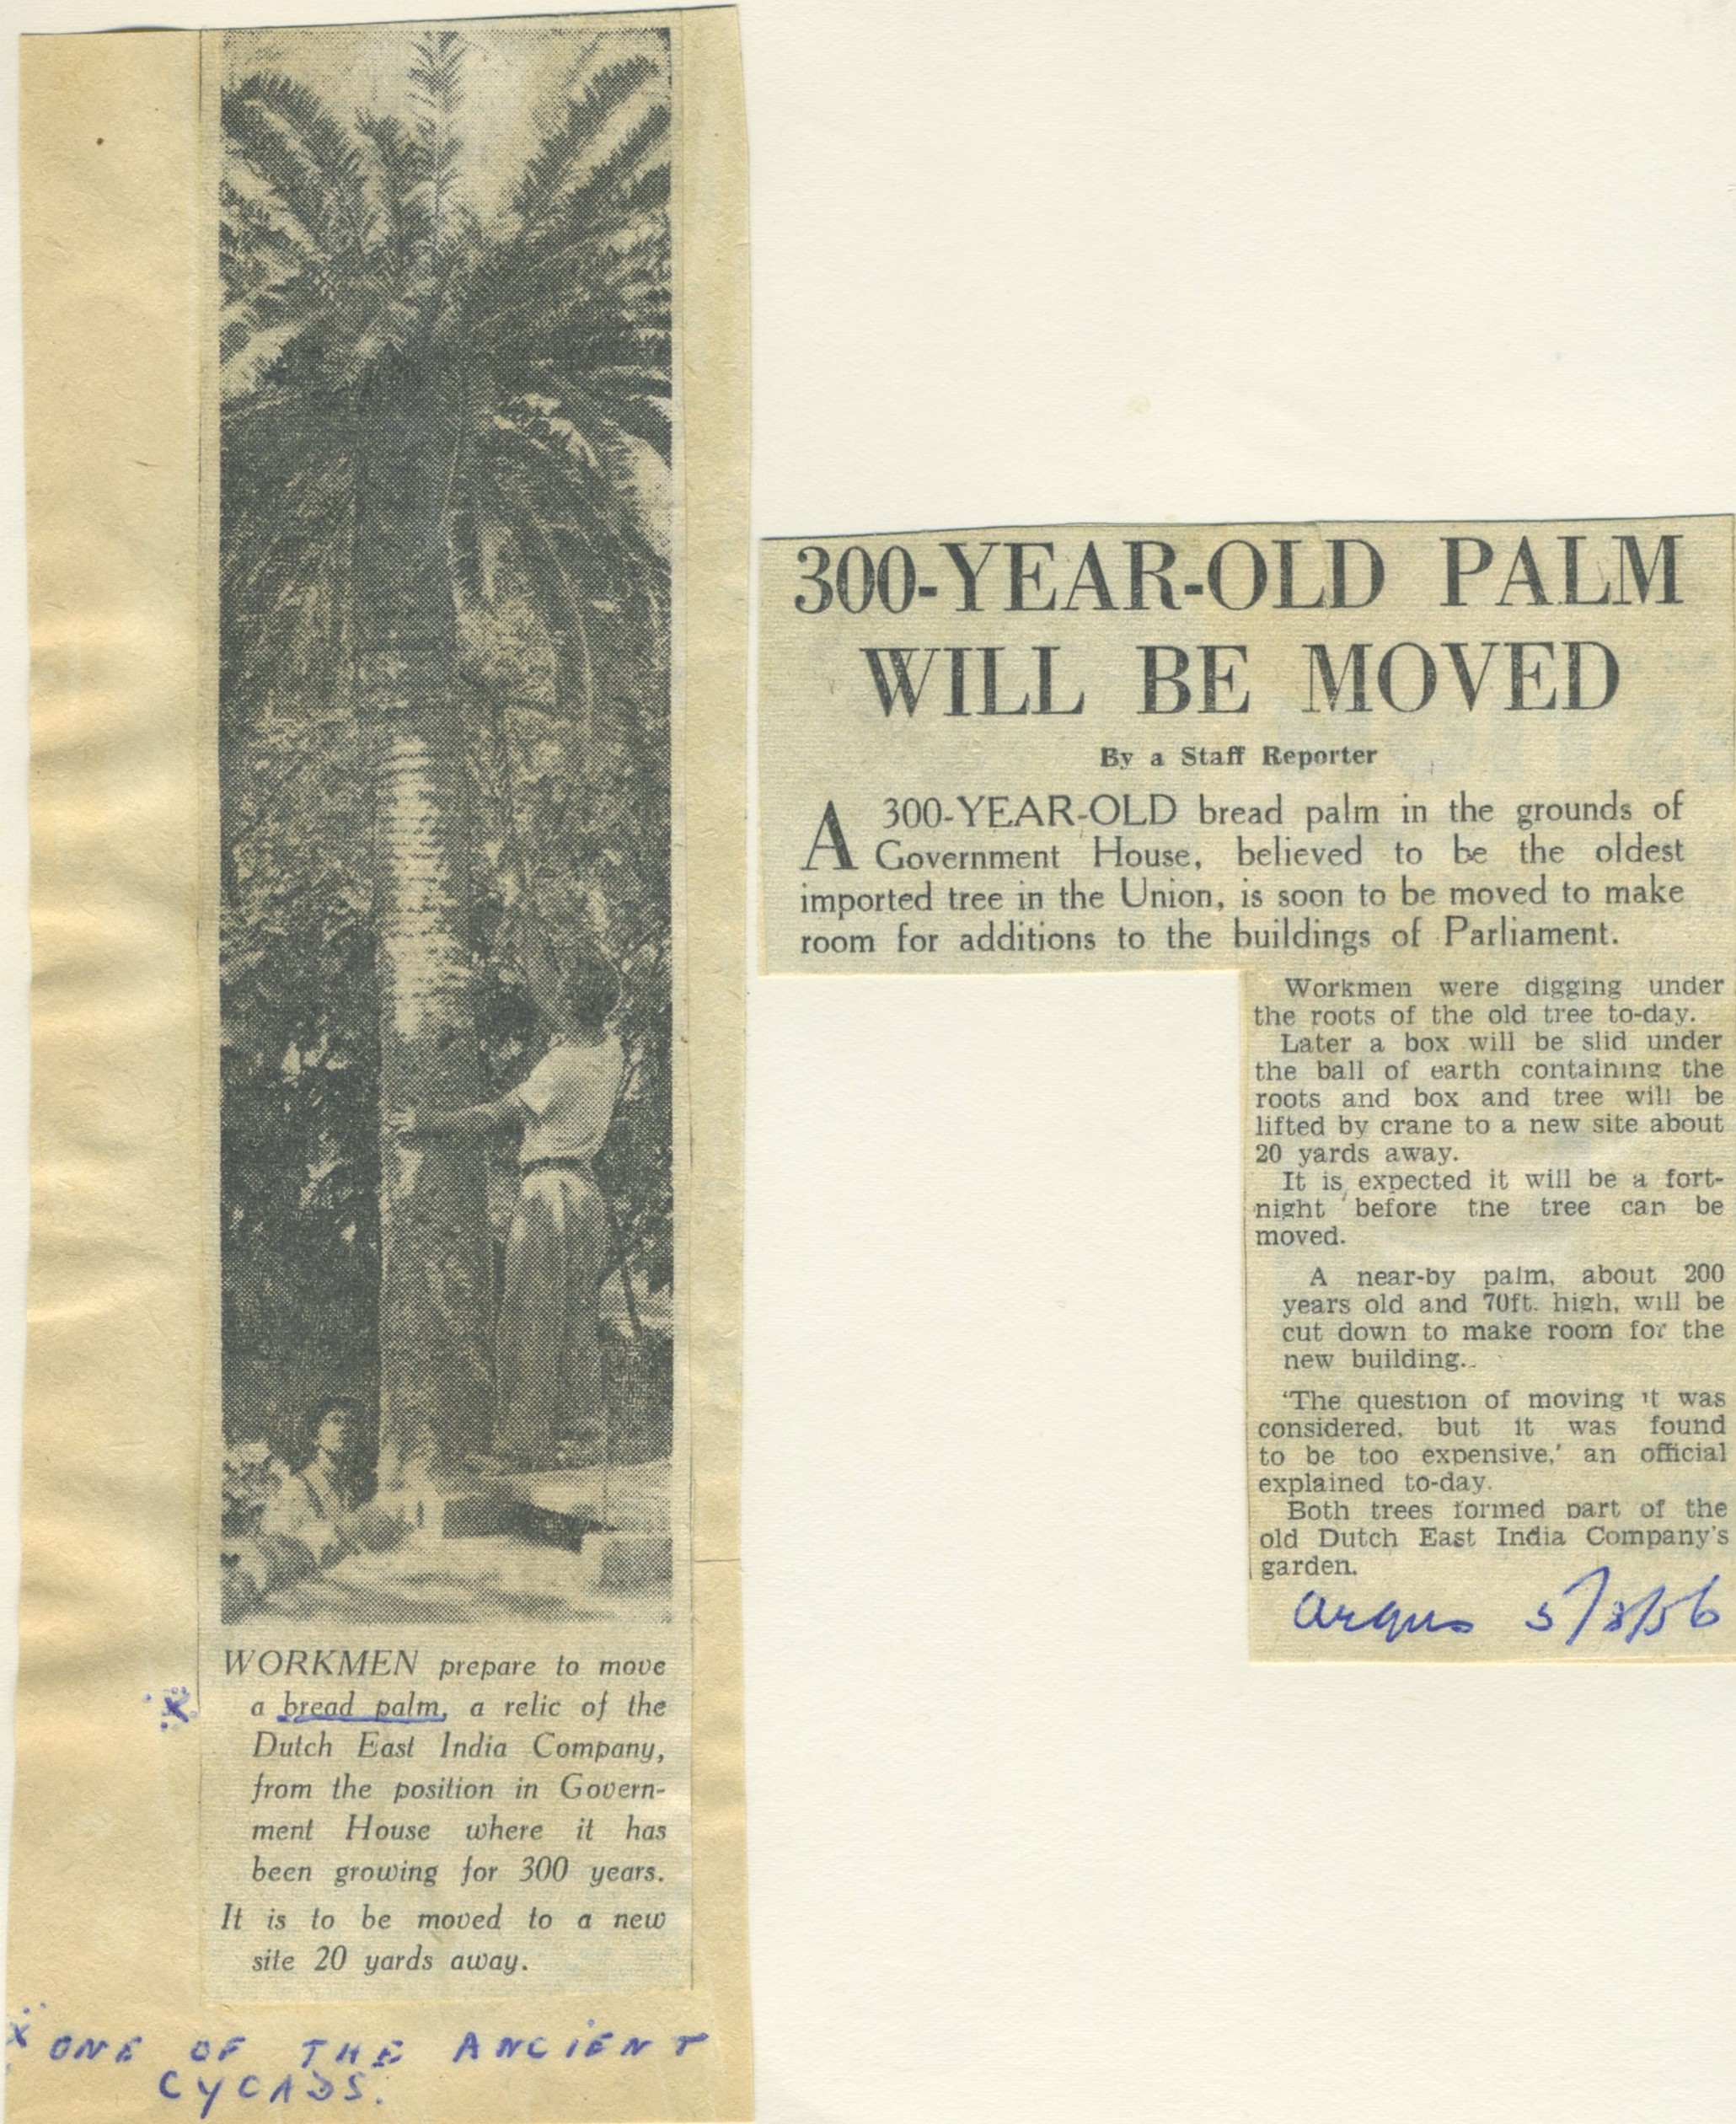 WORKMEN prepare to move
a bread palm, a relic of the
Dutch East India Company,
from the position in Govern-
ment House where it has
been growing for 300 years.
It is to be moved to a new
site 20 yards away.
x
x ONE OF THE ANCIENT
CYCADS.
300-YEAR-OLD PALM
WILL BE MOVED
By a Staff Reporter
A 300-YEAR-OLD bread palm in the grounds of
Government House, believed to be the oldest
imported tree in the Union, is soon to be moved to make
room for additions to the buildings of Parliament.
Workmen were digging under
the roots of the old tree to-day.
Later a box will be slid under
the ball of earth containing the
roots and box and tree will be
lifted by crane to a new site about
20 yards away.
It is expected it will be a fort-
night before the tree can be
moved.
A near-by palm, about 200
years old and 70ft. high, will be
cut down to make room for the
new building.
'The question of moving it was
considered, but it was found
to be too expensive,' an official
explained to-day.
Both trees formed part of the
old Dutch East India Company's
garden.
Argus